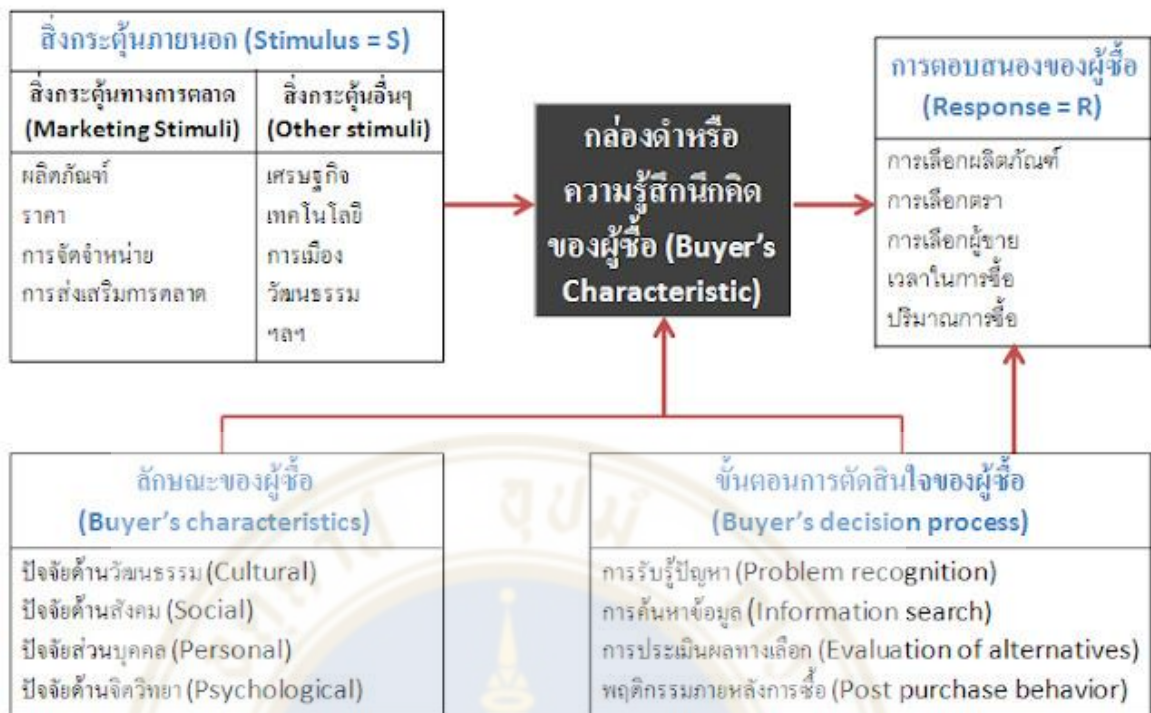 สิ่งกระตุ้นภายนอก (Stimulus = S)
สิ่งกระตุ้นทางการตลาด
(Marketing Stimuli)
ผลิตภัณฑ์
ราคา
การจัดจำหน่าย
การส่งเสริมการตลาด
สิ่งกระตุ้นอื่นๆ
(Other stimuli)
เศรษฐกิจ
เทคโนโลยี
การเมือง
วัฒนธรรม
ฯลฯ
กล่องดำหรือ
ความรู้สึกนึกคิด
ของผู้ซื้อ (Buyer's
Characteristic)
การตอบสนองของผู้ซื้อ
(Response = R)
การเลือกผลิตภัณฑ์
การเลือกตรา
การเลือกผู้ขาย
เวลาในการซื้อ
ปริมาณการซื้อ
ลักษณะของผู้ซื้อ
(Buyer's characteristics)
ปัจจัยด้านวัฒนธรรม (Cultural)
ปัจจัยด้านสังคม (Social)
ปัจจัยส่วนบุคคล (Personal)
ปัจจัยด้านจิตวิทยา (Psychological)
ขั้นตอนการตัดสินใจของผู้ซื้อ
(Buyer's decision process)
การรับรู้ปัญหา (Problem recognition)
การค้นหาข้อมูล (Information search)
การประเมินผลทางเลือก (Evaluation of alternatives)
พฤติกรรมภายหลังการซื้อ (Post purchase behavior)